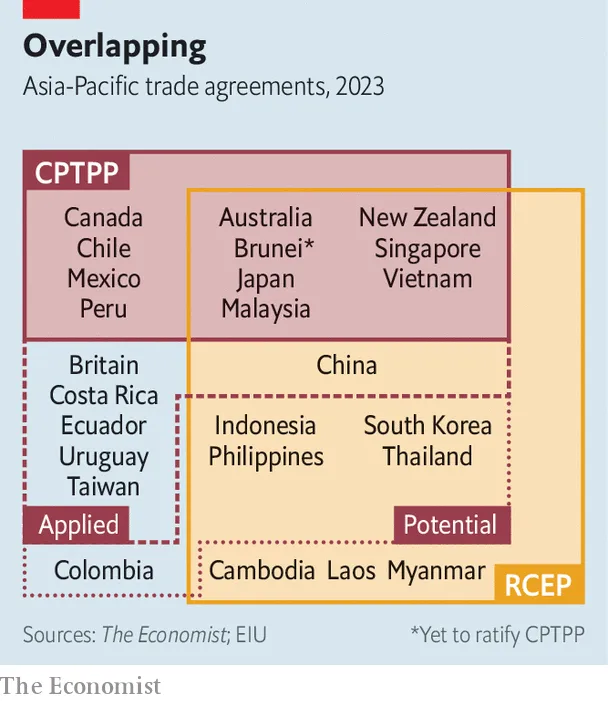 Overlapping
Asia-Pacific trade agreements, 2023
CPTPP
Canada
Chile
Mexico
Peru
Australia
Brunei*
Japan
Malaysia
New Zealand
Singapore
Vietnam
Britain
Costa Rica
Ecuador
Uruguay
Taiwan
Applied
China
Indonesia
Philippines
South Korea
Thailand
Potential
Colombia
Cambodia Laos Myanmar
RCEP
Sources: The Economist; EIU
*Yet to ratify CPTPP
The Economist